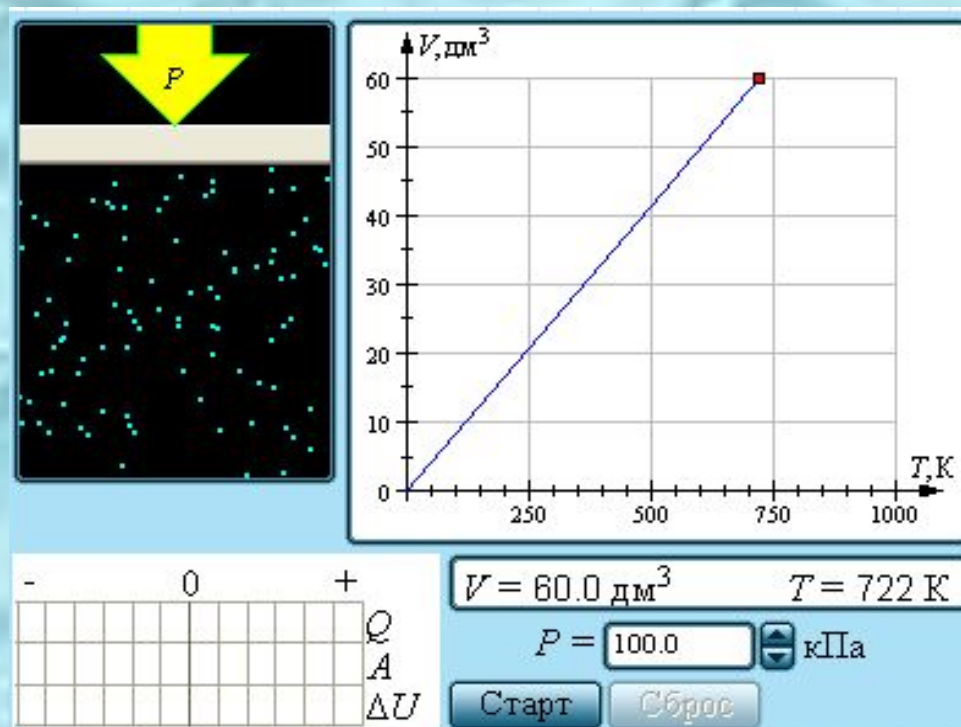 P
V, дм³
60
50
40
30
20
10
0
250 500 750 1000
T, К
- 0 +
Q
A
ΔU
V = 60.0 дм³ T = 722 К
P = 100.0 кПа
Старт Сброс